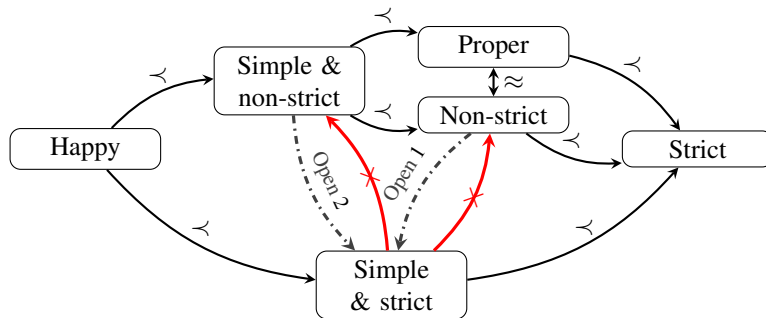 ≺
Proper
≺
Simple &
non-strict
≈
≺
Non-strict
≺
Happy
Open 2
Open 1
Strict
≺
≺
Simple
& strict